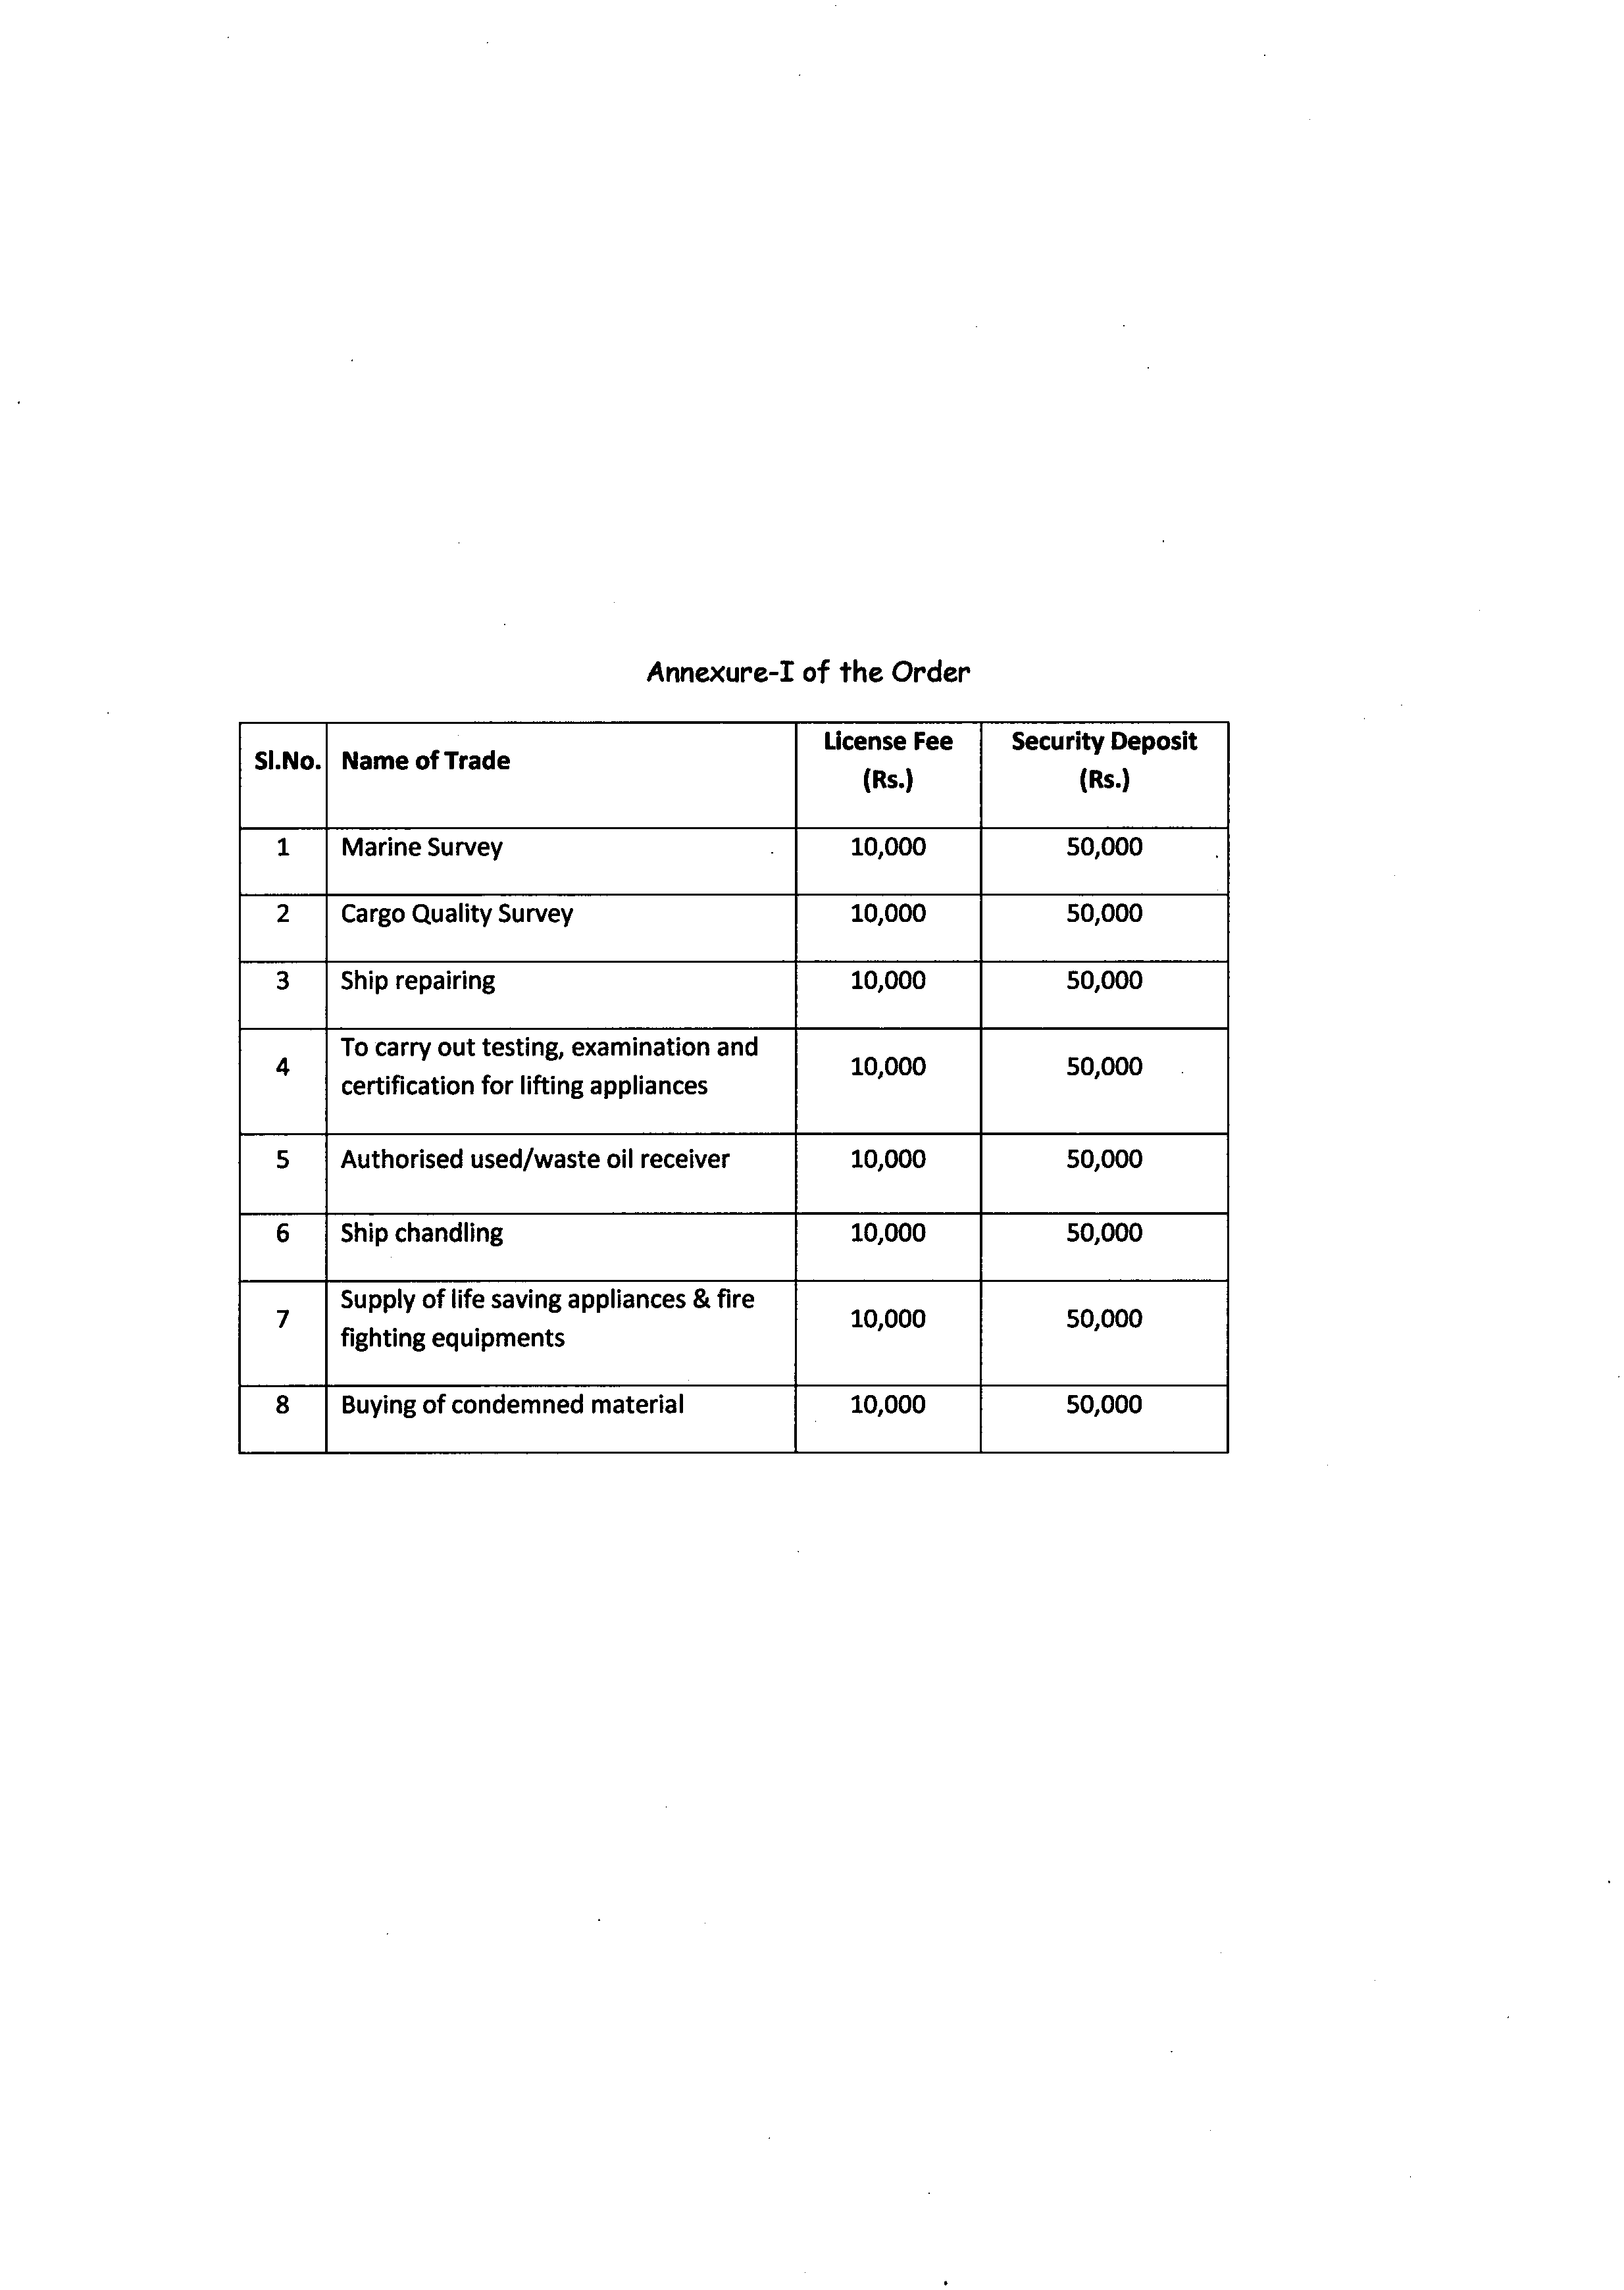 Annexure-I of the Order
Sl.No. Name of Trade License Fee (Rs.) Security Deposit (Rs.)
1 Marine Survey 10,000 50,000
2 Cargo Quality Survey 10,000 50,000
3 Ship repairing 10,000 50,000
4 To carry out testing, examination and
certification for lifting appliances 10,000 50,000
5 Authorised used/waste oil receiver 10,000 50,000
6 Ship chandling 10,000 50,000
7 Supply of life saving appliances & fire
fighting equipments 10,000 50,000
8 Buying of condemned material 10,000 50,000